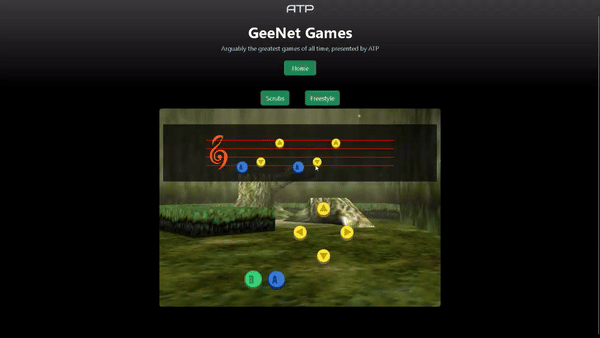 ATP
GeeNet Games
Arguably the greatest games of all time, presented by ATP
Home
Scrubs Freestyle
A A
B A